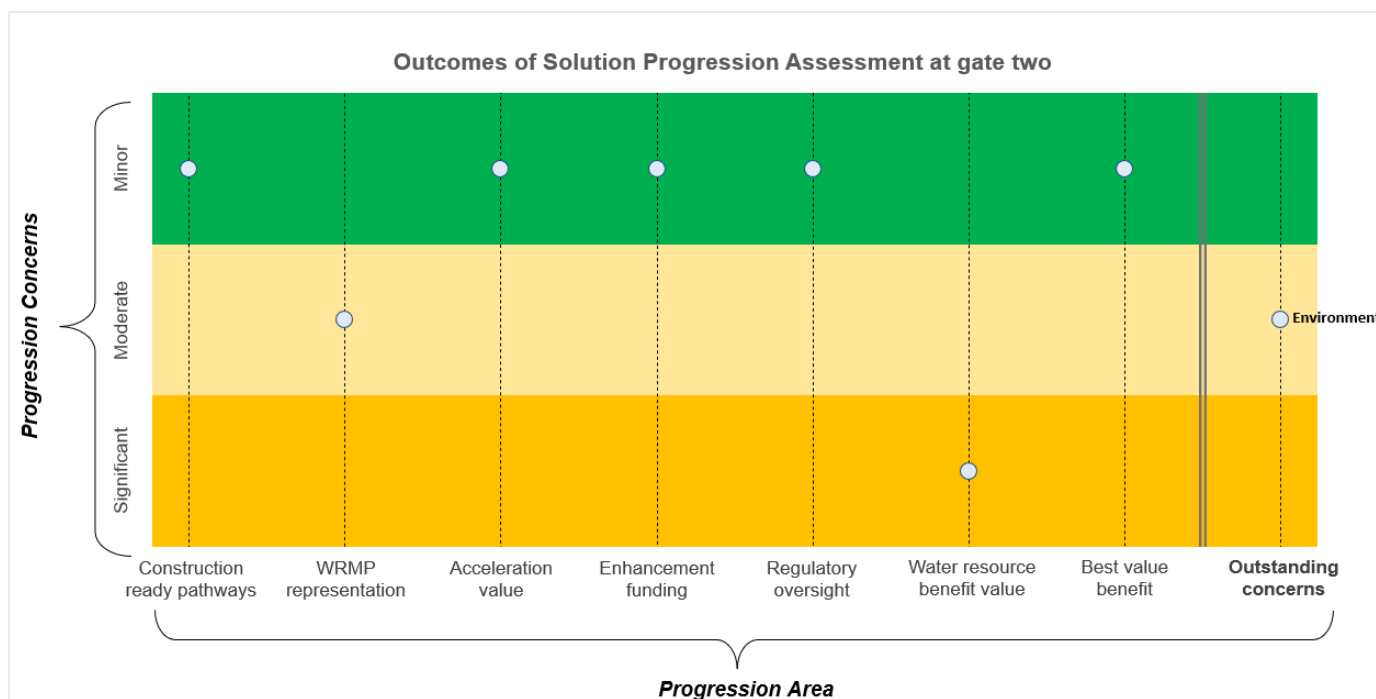 Outcomes of Solution Progression Assessment at gate two
Progression Concerns
Minor
Moderate
Significant
Environment
Construction
ready pathways
WRMP
representation
Acceleration
value
Enhancement
funding
Regulatory
oversight
Water resource
benefit value
Best value
benefit
Outstanding
concerns
Progression Area